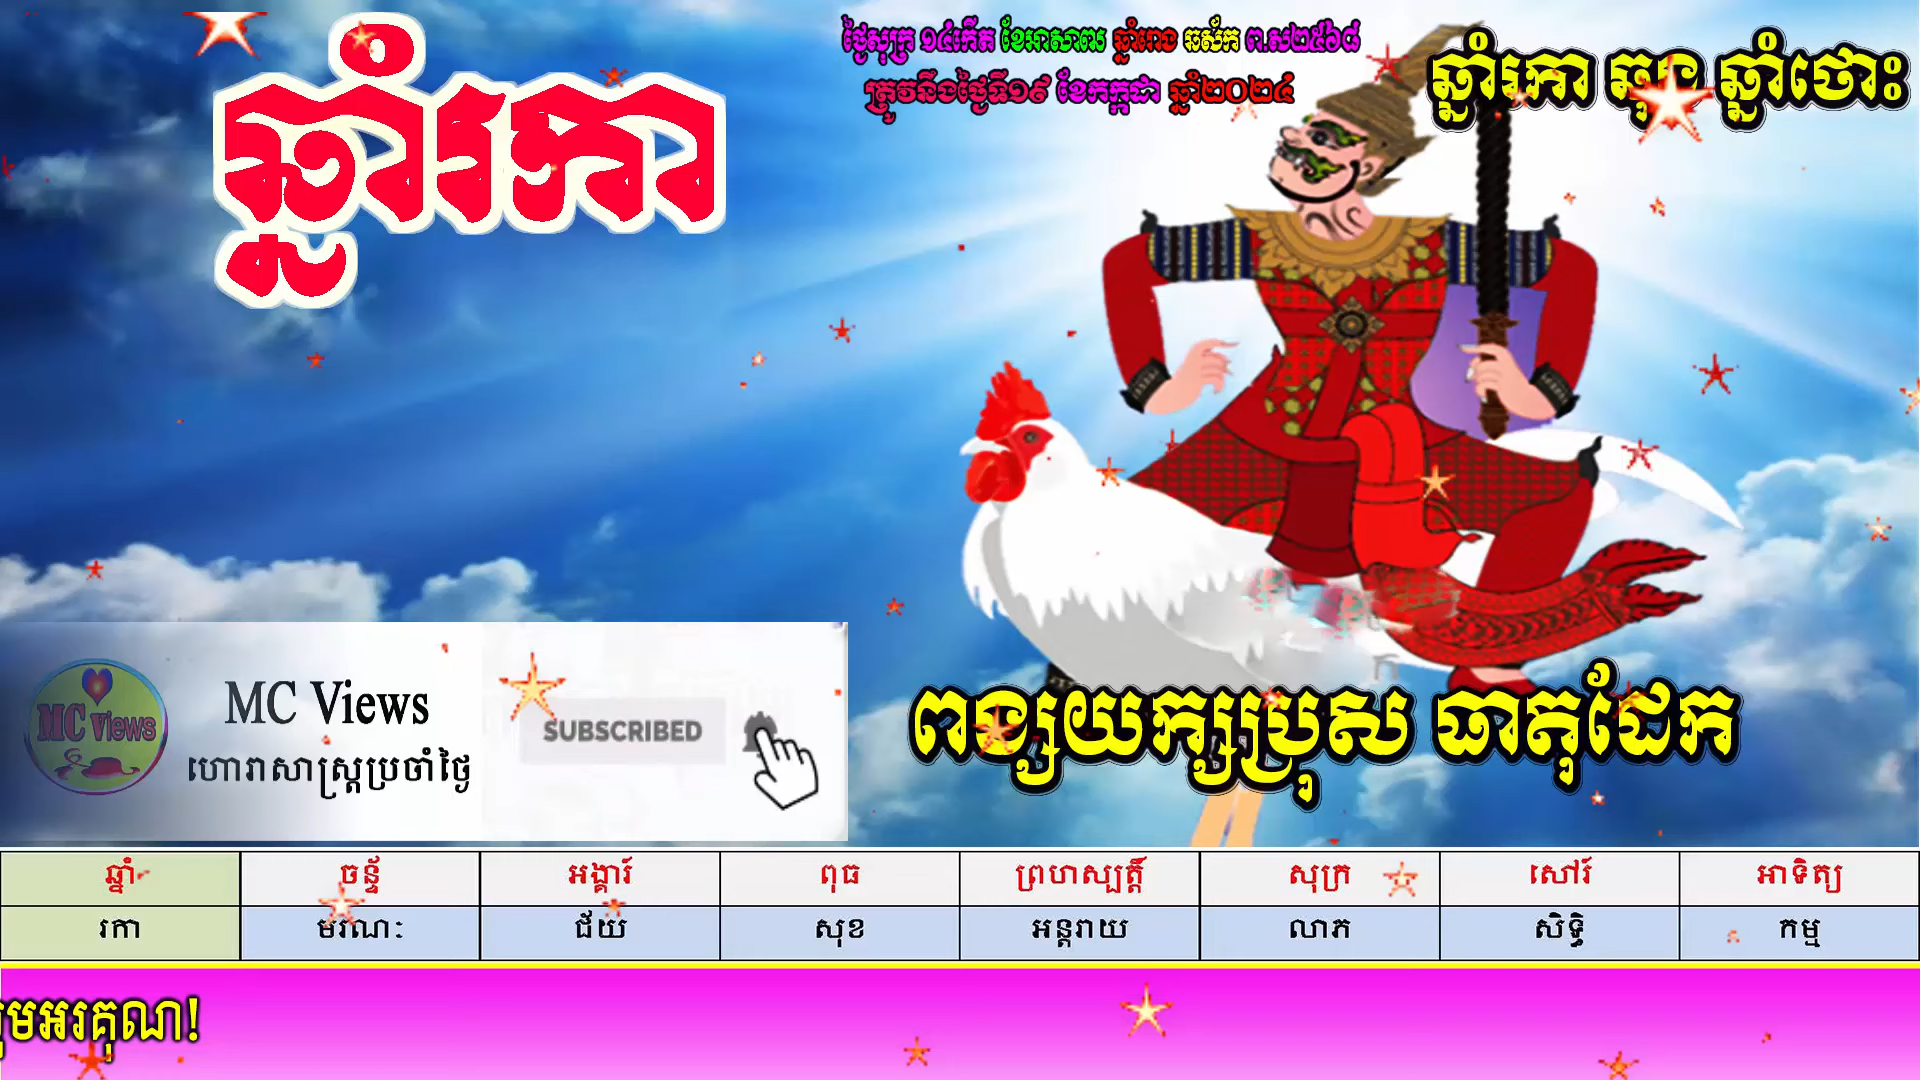 ថ្ងៃសុក្រ ១៤កើត ខែអាសាឍ ឆ្នាំរោង ឆស័ក ព.ស២៥៦៨
ត្រូវនឹងថ្ងៃទី១៩ ខែកក្កដា ឆ្នាំ២០២៤
ឆ្នាំរកា ឆុង ឆ្នាំថោះ
ឆ្នាំរកា
MC Views
MC Views
ហោរាសាស្ត្រប្រចាំថ្ងៃ
SUBSCRIBED
ពទ្យយក្សប្រុស ធាតុដែក
ឆ្នាំ ចន្ទ័ អង្គារ៍ ពុធ ព្រហស្បត្តិ៍ សុក្រ សៅរ៍ អាទិត្យ
រកា មរណៈ ជ័យ សុខ អន្តរាយ លាភ សិទ្ធិ កម្ម
ូមអរគុណ!